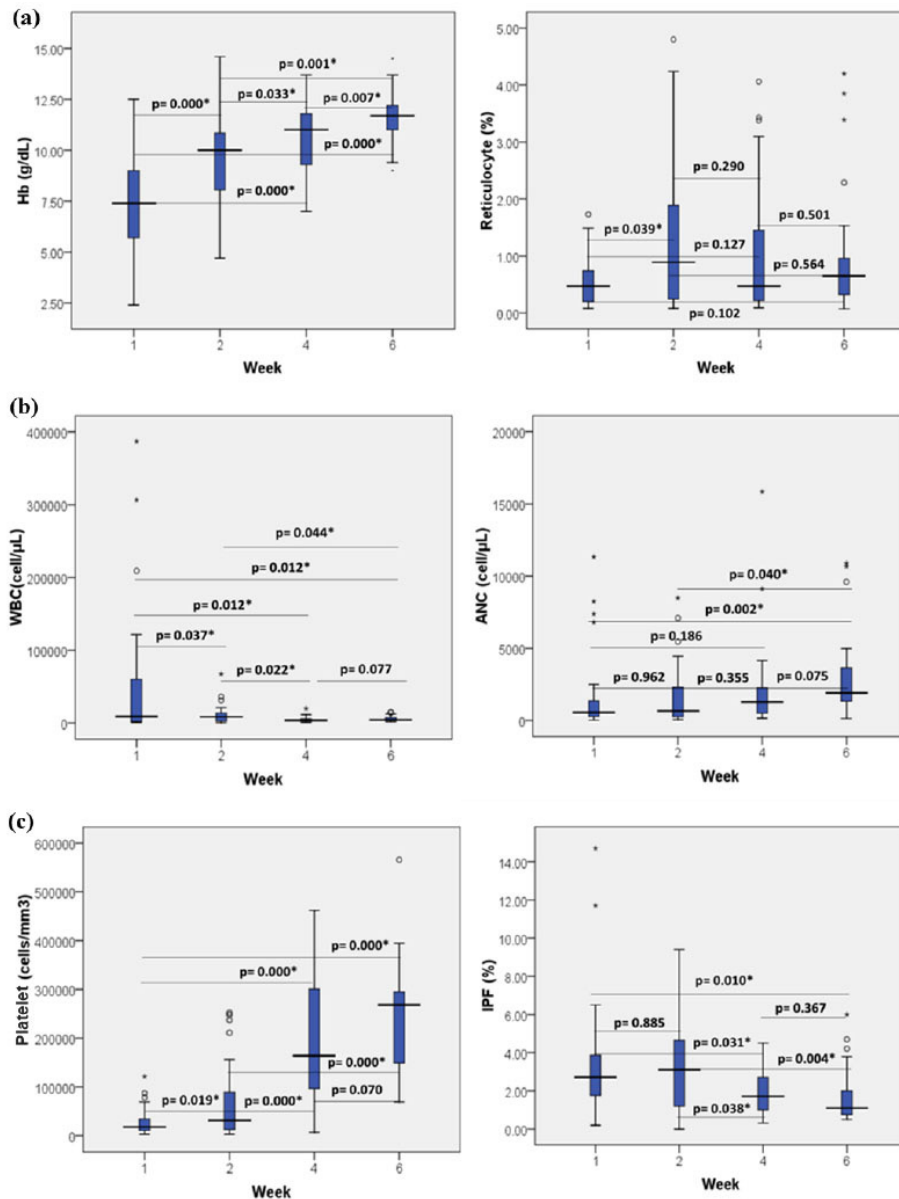 (a)
Hb (g/dL)
15.00
12.50
10.00
7.50
5.00
2.50
p= 0.001*
p= 0.000*
p= 0.033*
p= 0.007*
p= 0.000*
p= 0.000*
1 2 4 6
Week
Reticulocyte (%)
5.00
4.00
3.00
2.00
1.00
0.00
p= 0.290
p= 0.501
p= 0.039*
p= 0.127
p= 0.564
p= 0.102
1 2 4 6
Week
(b)
WBC(cell/µL)
400000
300000
200000
100000
0
p= 0.044*
p= 0.012*
p= 0.012*
p= 0.037*
p= 0.022*
p= 0.077
1 2 4 6
Week
ANC (cell/µL)
20000
15000
10000
5000
0
p= 0.040*
p= 0.002*
p= 0.186
p= 0.962
p= 0.355
p= 0.075
1 2 4 6
Week
(c)
Platelet (cells/mm3)
600000
500000
400000
300000
200000
100000
0
p= 0.000*
p= 0.000*
p= 0.000*
p= 0.019*
p= 0.000*
p= 0.070
1 2 4 6
Week
IPF (%)
14.00
12.00
10.00
8.00
6.00
4.00
2.00
0.00
p= 0.010*
p= 0.367
p= 0.885
p= 0.031*
p= 0.004*
p= 0.038*
1 2 4 6
Week